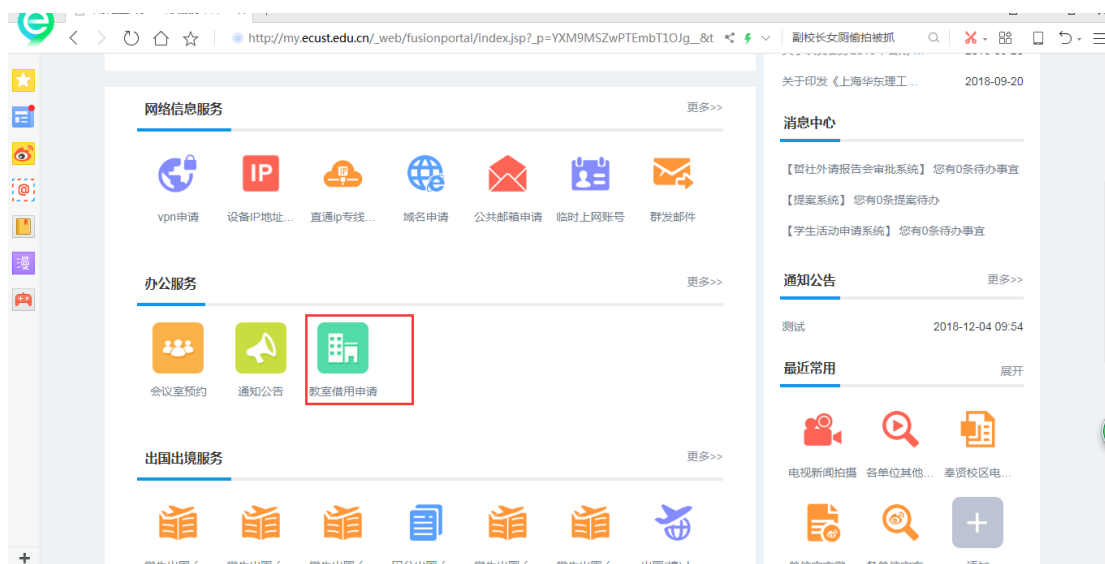 http://my.ecust.edu.cn/_web/fusionportal/index.jsp?_p=YXM9MSZwPTEmbT1OJg__&t
副校长女厕偷拍被抓
关于印发《上海华东理工... 2018-09-20
网络信息服务 更多>>
IP
IP
vpn申请 设备IP地址... 直通ip专线... 域名申请 公共邮箱申请 临时上网账号 群发邮件
办公服务 更多>>
会议室预约 通知公告 教室借用申请
出国出境服务 更多>>
消息中心
【哲社外请报告会审批系统】 您有0条待办事宜
【提案系统】 您有0条提案待办
【学生活动申请系统】 您有0条待办事宜
通知公告 更多>>
测试 2018-12-04 09:54
最近常用 展开
电视新闻拍摄 各单位其他... 奉贤校区电...
漫